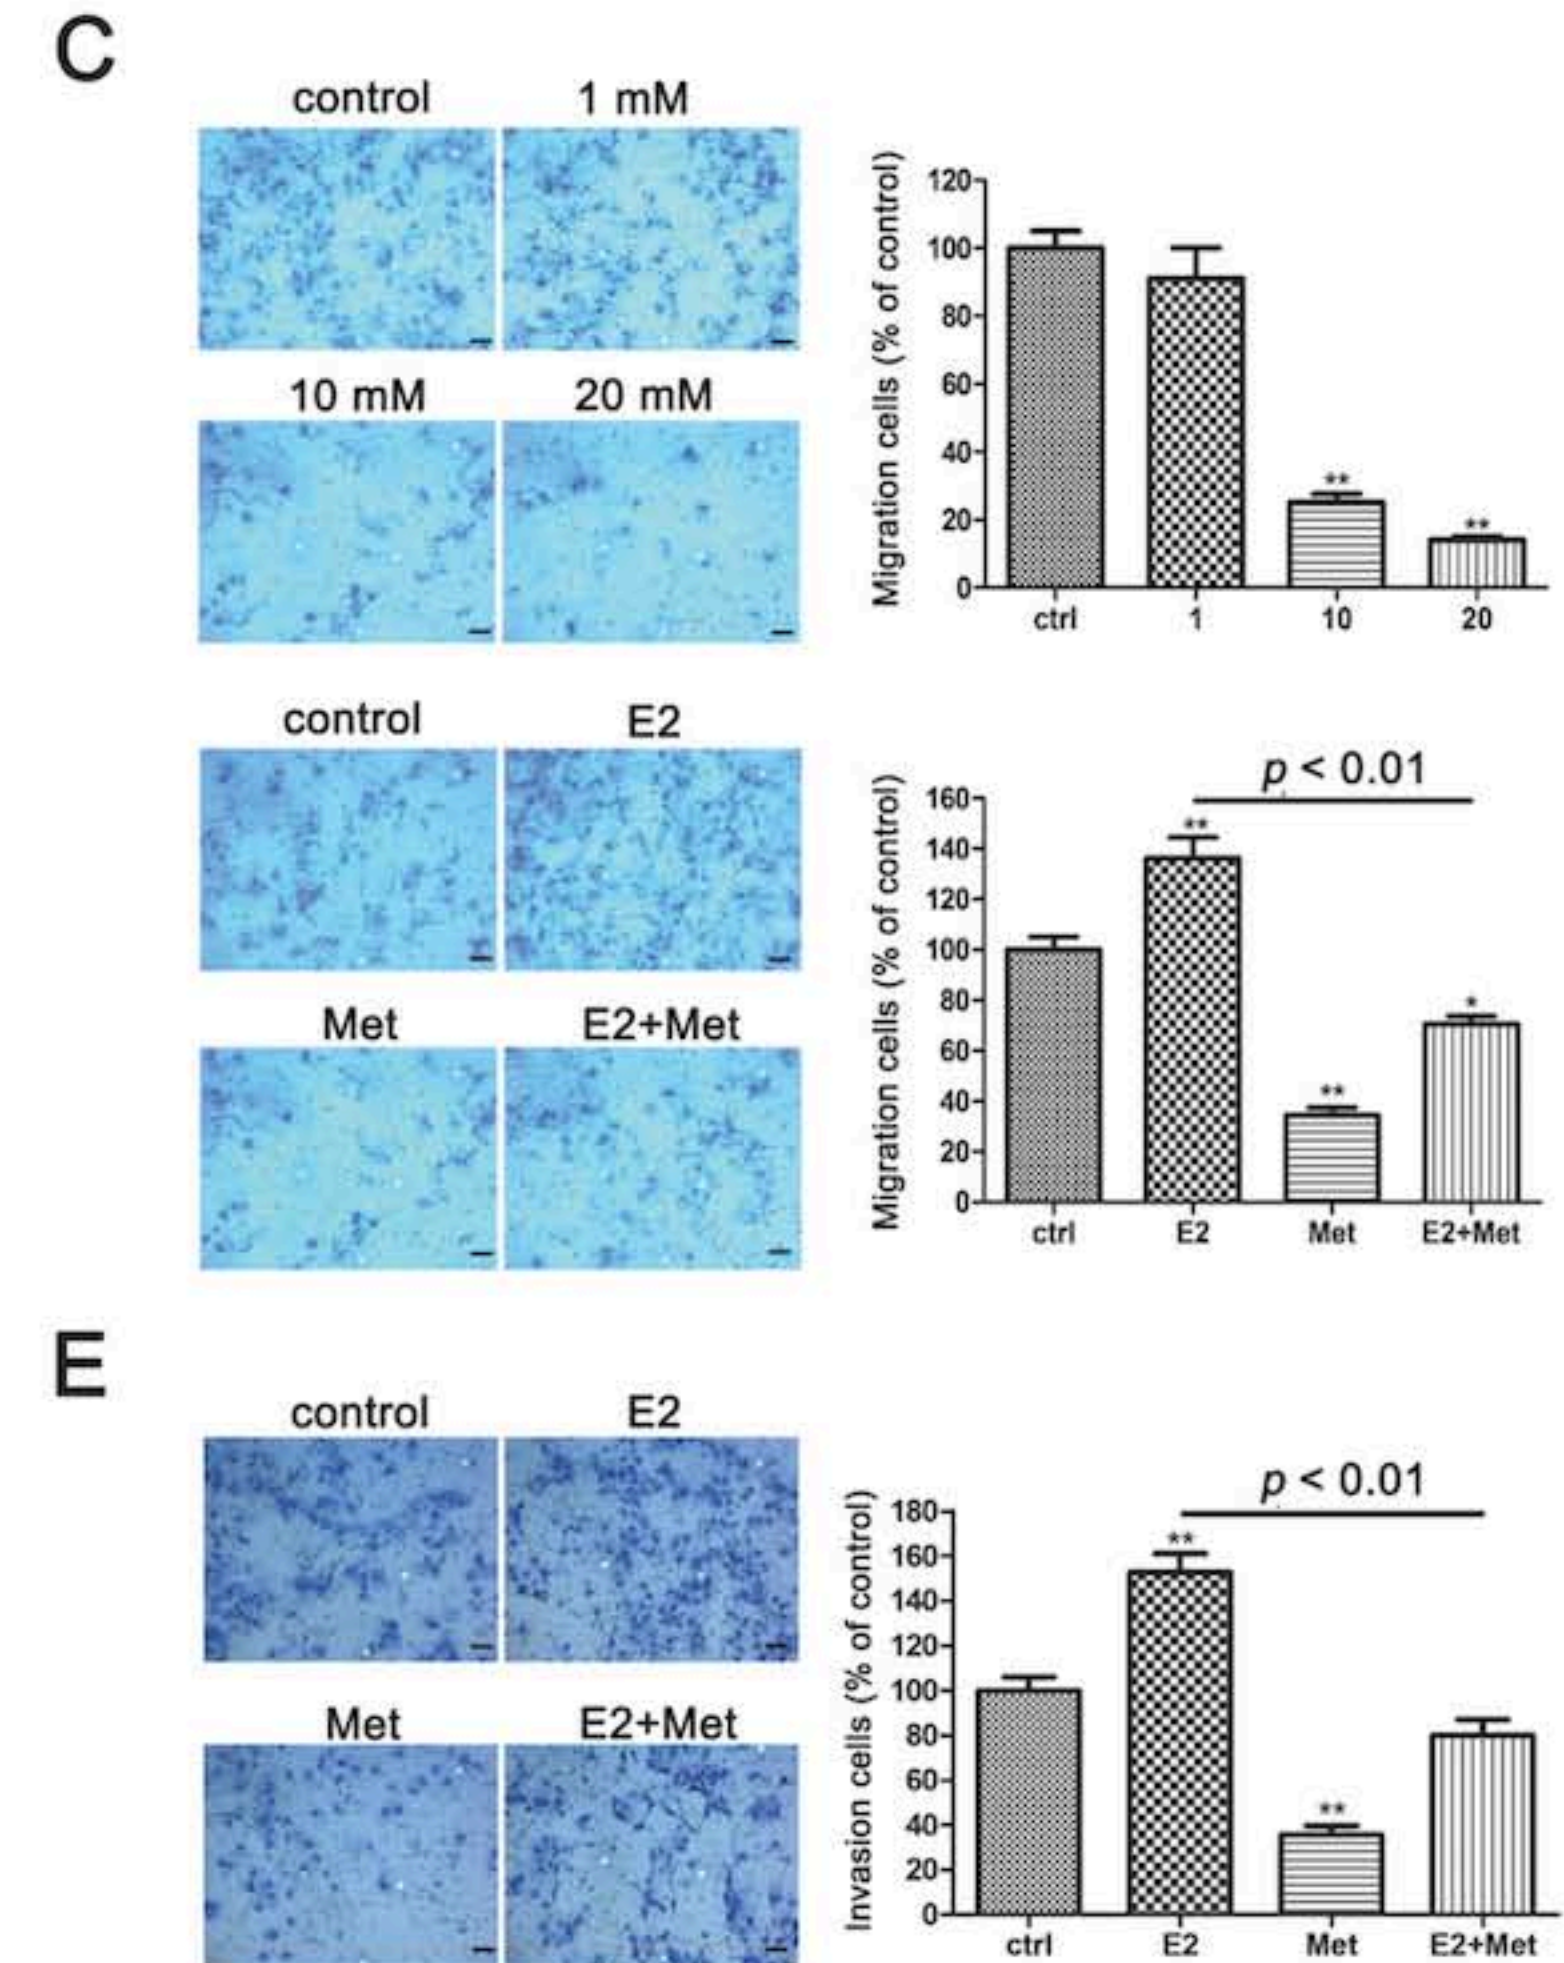 C
control 1 mM
10 mM 20 mM
Migration cells (% of control)
120
100
80
60
40
20
0
** **
ctrl 1 10 20
control E2
Met E2+Met
Migration cells (% of control)
p < 0.01
160
140
120
100
80
60
40
20
0
** ** *
ctrl E2 Met E2+Met
E
control E2
Met E2+Met
Invasion cells (% of control)
p < 0.01
180
160
140
120
100
80
60
40
20
0
** **
ctrl E2 Met E2+Met